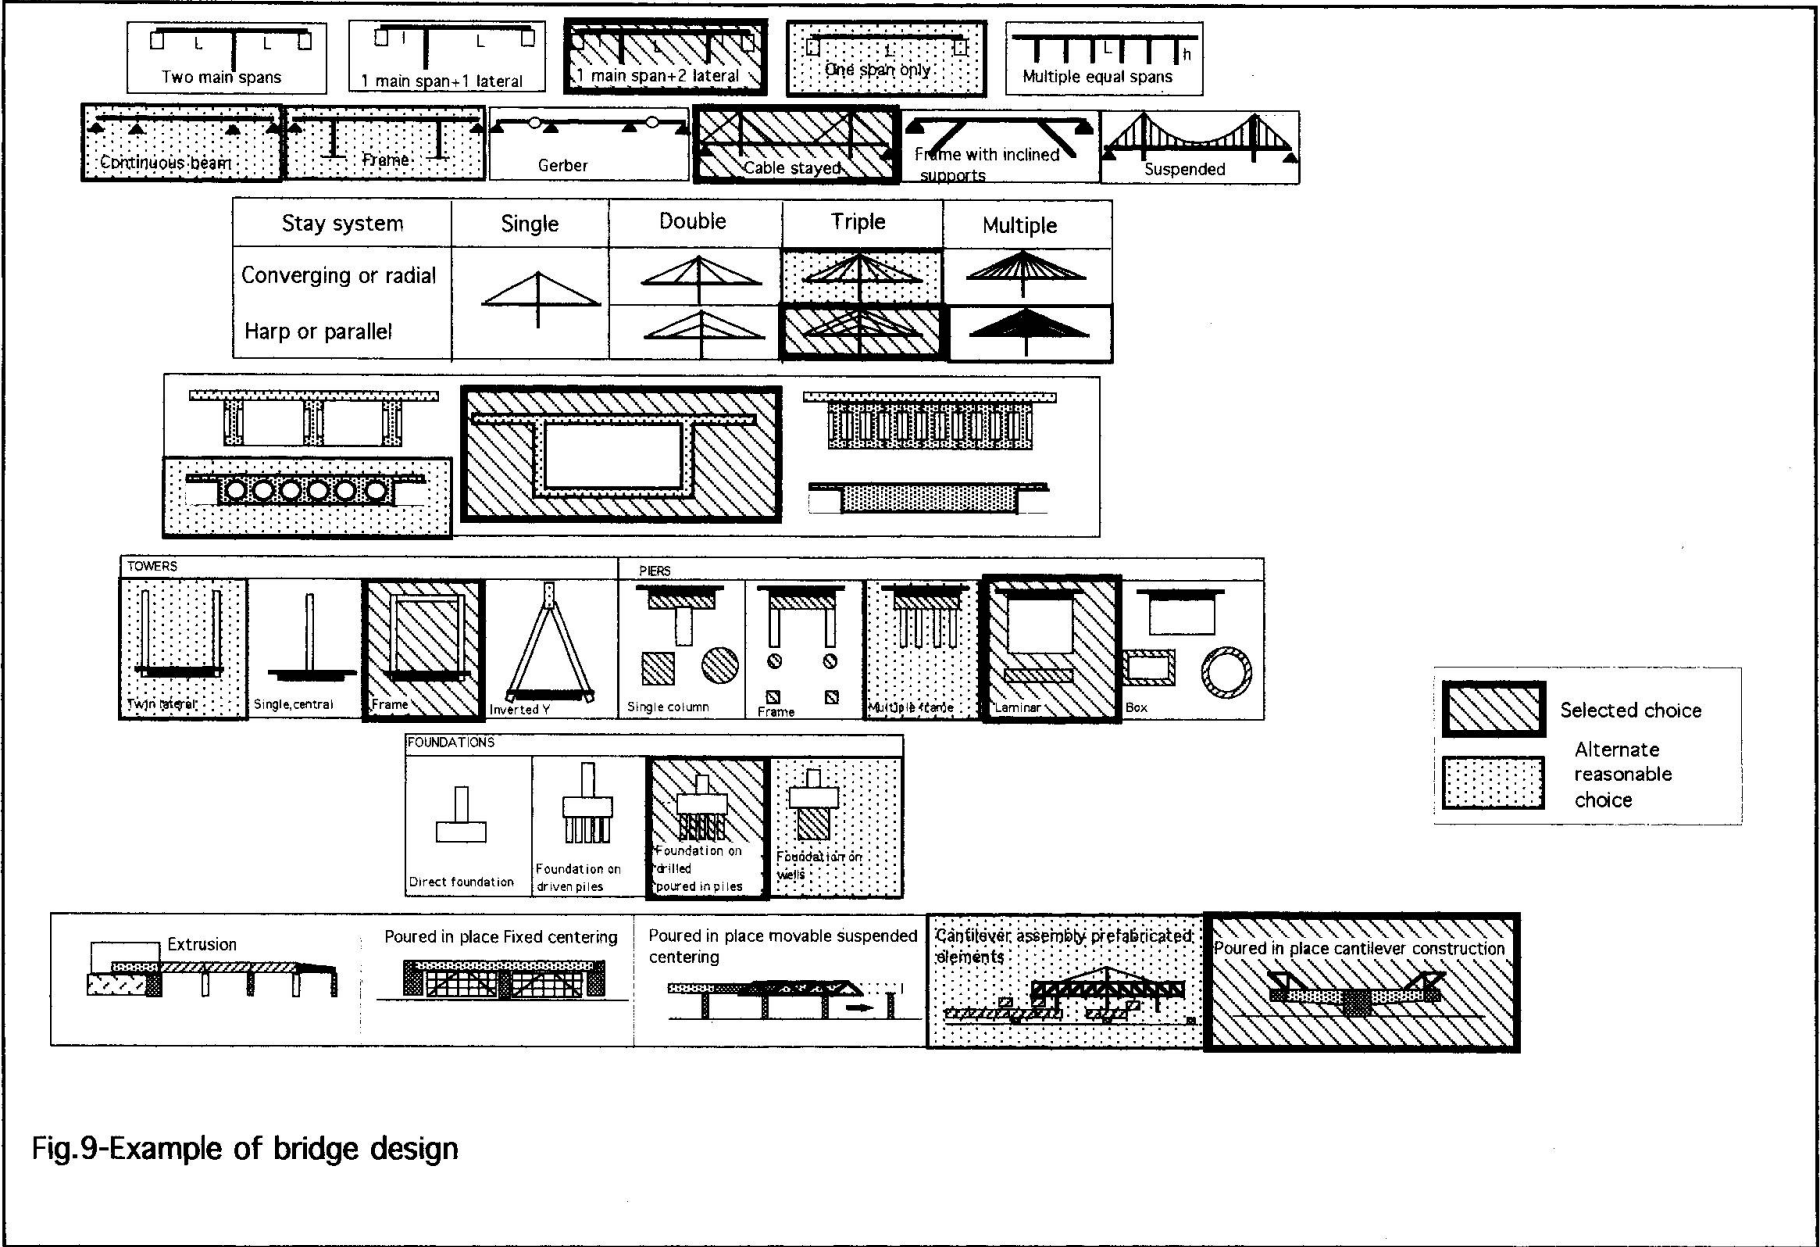 L L
Two main spans
l L
1 main span+1 lateral
L
1 main span+2 lateral
L
One span only
L h
Multiple equal spans
Continuous beam
Frame
Gerber
Cable stayed
Frame with inclined
supports
Suspended
Stay system Single Double Triple Multiple
Converging or radial
Harp or parallel
TOWERS
PIERS
Twin lateral
Single,central
Frame
Inverted Y
Single column
Frame
Multiple frame
Laminar
Box
Selected choice
Alternate
reasonable
choice
FOUNDATIONS
Direct foundation
Foundation on
driven piles
Foundation on
drilled
poured in piles
Foundation on
wells
Extrusion
Poured in place Fixed centering
Poured in place movable suspended
centering
Cantilever assembly prefabricated
elements
Poured in place cantilever construction
Fig.9-Example of bridge design